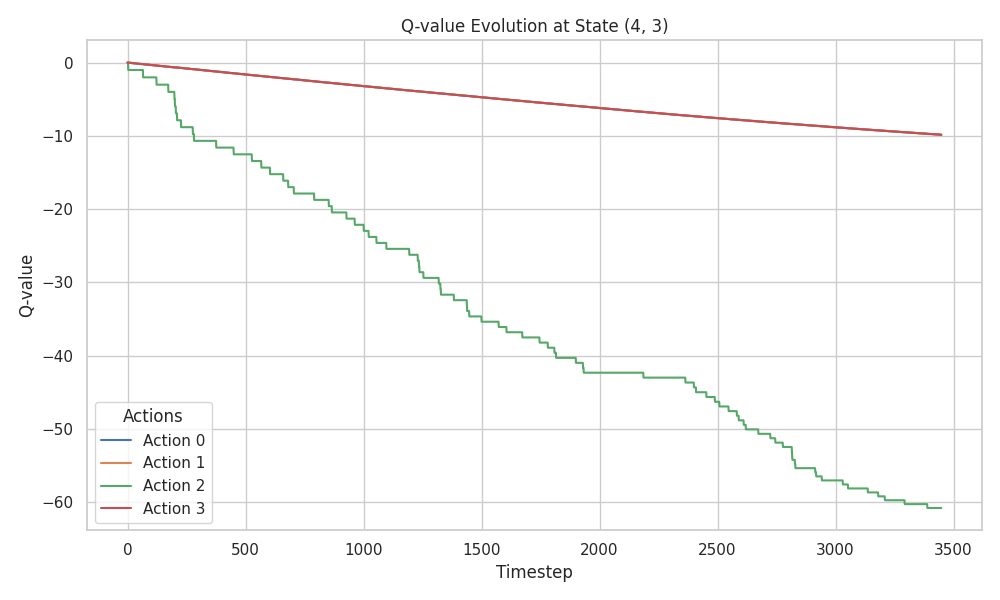 Q-value Evolution at State (4, 3)
Q-value
0
−10
−20
−30
−40
−50
−60
Actions
Action 0
Action 1
Action 2
Action 3
0 500 1000 1500 2000 2500 3000 3500
Timestep